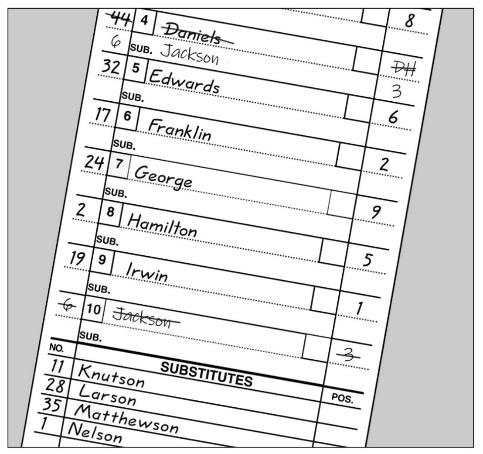 8
44 4 Daniels DH
6 SUB. Jackson 3
32 5 Edwards 6
SUB.
17 6 Franklin 2
SUB.
24 7 George 9
SUB.
2 8 Hamilton 5
SUB.
19 9 Irwin 1
SUB.
6 10 Jackson 3
SUB.
NO. SUBSTITUTES POS.
11 Knutson
28 Larson
35 Matthewson
1 Nelson